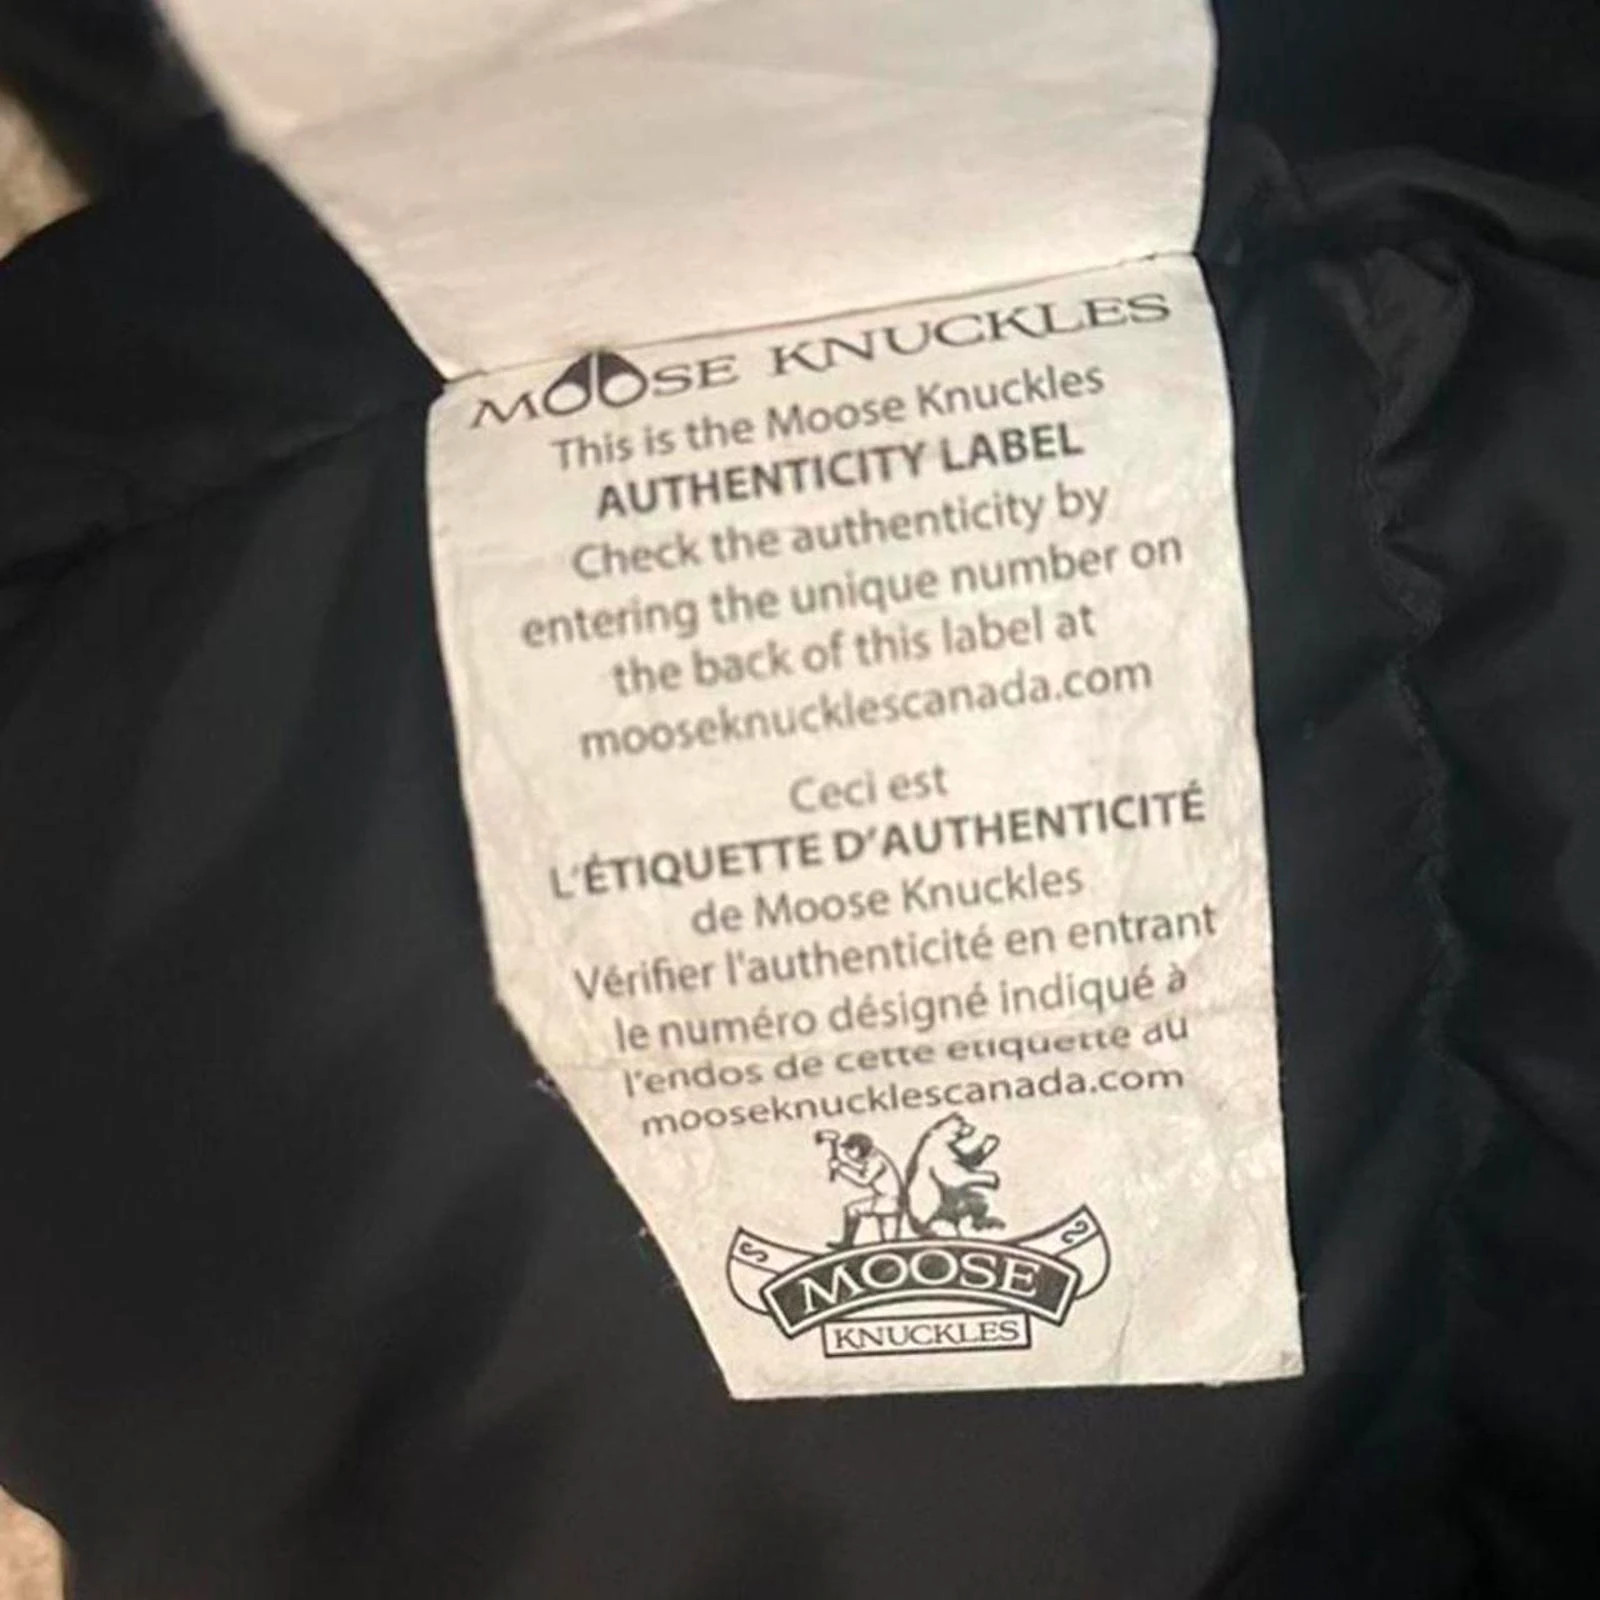 MOOSE KNUCKLES
This is the Moose Knuckles
AUTHENTICITY LABEL
Check the authenticity by
entering the unique number on
the back of this label at
mooseknucklescanada.com
Ceci est
L'ÉTIQUETTE D'AUTHENTICITÉ
de Moose Knuckles
Vérifier l'authenticité en entrant
le numéro désigné indiqué à
l'endos de cette etiquette au
mooseknucklescanada.com
MOOSE
KNUCKLES